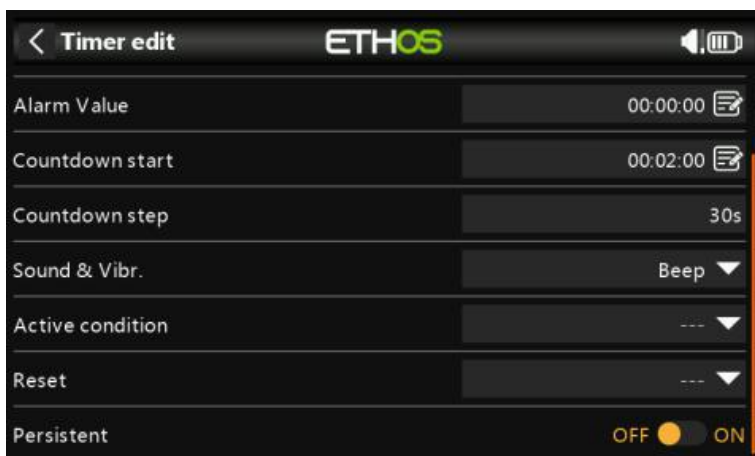 Timer edit ETHOS
Alarm Value 00:00:00
Countdown start 00:02:00
Countdown step 30s
Sound & Vibr. Beep
Active condition ---
Reset ---
Persistent OFF ON